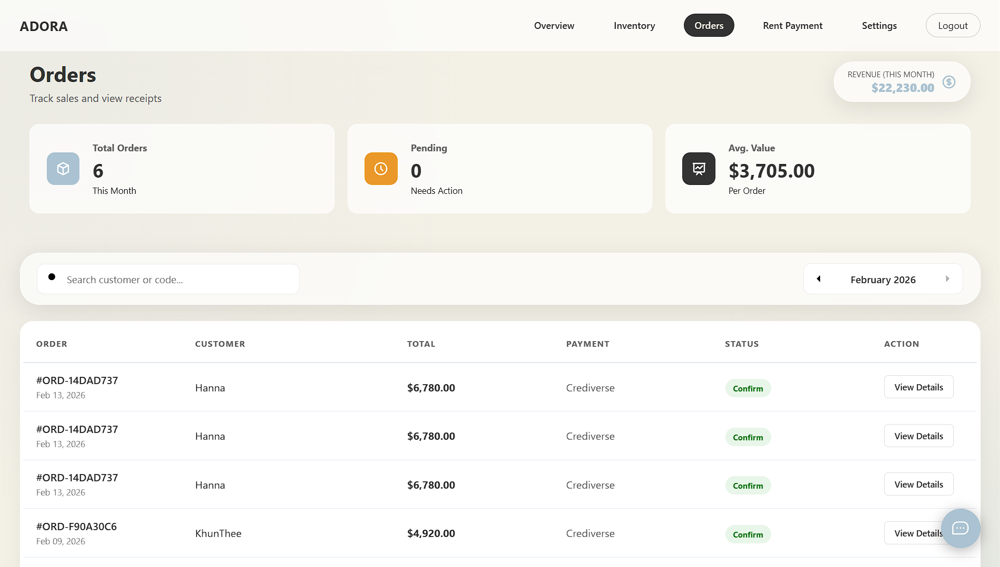 ADORA
Overview
Inventory
Orders
Rent Payment
Settings
Logout
Orders
Track sales and view receipts
REVENUE (THIS MONTH)
$22,230.00
Total Orders
6
This Month
Pending
0
Needs Action
Avg. Value
$3,705.00
Per Order
Search customer or code...
February 2026
ORDER CUSTOMER TOTAL PAYMENT STATUS ACTION
#ORD-14DAD737
Feb 13, 2026
Hanna
$6,780.00
Crediverse
Confirm
View Details
#ORD-14DAD737
Feb 13, 2026
Hanna
$6,780.00
Crediverse
Confirm
View Details
#ORD-14DAD737
Feb 13, 2026
Hanna
$6,780.00
Crediverse
Confirm
View Details
#ORD-F90A30C6
Feb 09, 2026
KhunThee
$4,920.00
Crediverse
Confirm
View Details